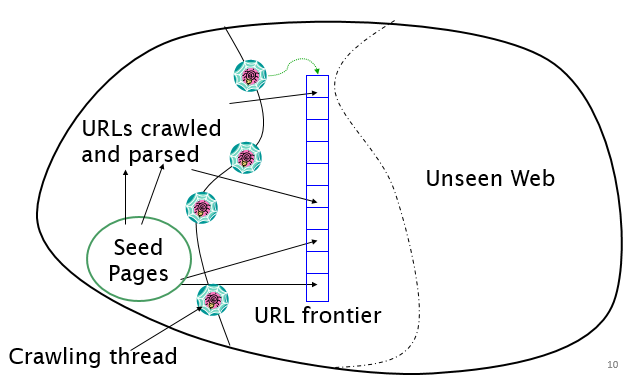 URLs crawled
and parsed
Unseen Web
Seed
Pages
URL frontier
Crawling thread
10